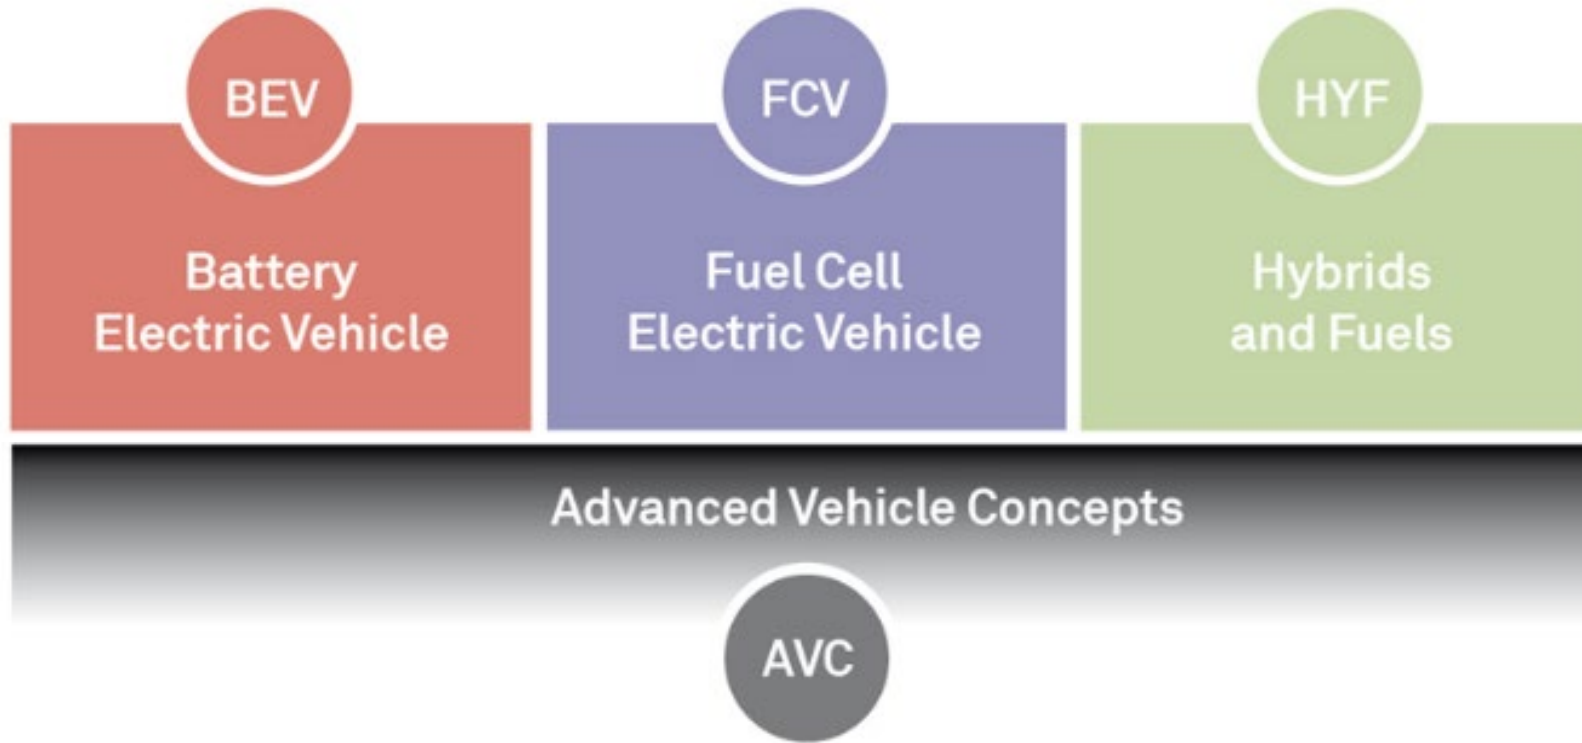 BEV
FCV
HYF
Battery
Electric Vehicle
Fuel Cell
Electric Vehicle
Hybrids
and Fuels
Advanced Vehicle Concepts
AVC